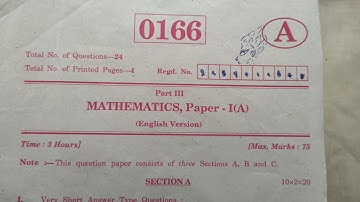 0166
A
Total No. of Questions—24
Total No. of Printed Pages—4
Regd. No.
Part III
MATHEMATICS, Paper - I(A)
(English Version)
Time : 3 Hours]
[Max. Marks : 75
Note :—This question paper consists of three Sections A, B and C.
SECTION A
10×2=20
I. Very Short Answer Type Questions :